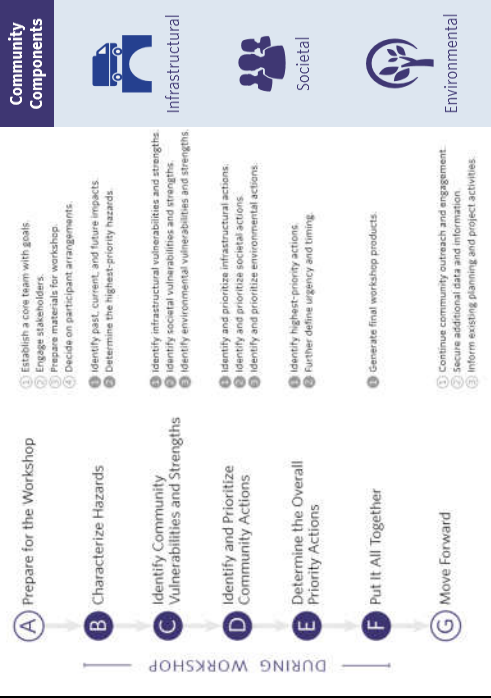 Community
Components
Infrastructural
Societal
Environmental
DURING WORKSHOP
A
Prepare for the Workshop
1 Establish a core team with goals.
2 Engage stakeholders.
3 Prepare materials for workshop.
4 Decide on participant arrangements.
B
Characterize Hazards
1 Identify past, current, and future impacts.
2 Determine the highest-priority hazards.
C
Identify Community
Vulnerabilities and Strengths
1 Identify infrastructural vulnerabilities and strengths.
2 Identify societal vulnerabilities and strengths.
3 Identify environmental vulnerabilities and strengths.
D
Identify and Prioritize
Community Actions
1 Identify and prioritize infrastructural actions.
2 Identify and prioritize societal actions.
3 Identify and prioritize environmental actions.
E
Determine the Overall
Priority Actions
1 Identify highest-priority actions.
2 Further define urgency and timing.
F
Put It All Together
1 Generate final workshop products.
G
Move Forward
1 Continue community outreach and engagement.
2 Secure additional data and information.
3 Inform existing planning and project activities.